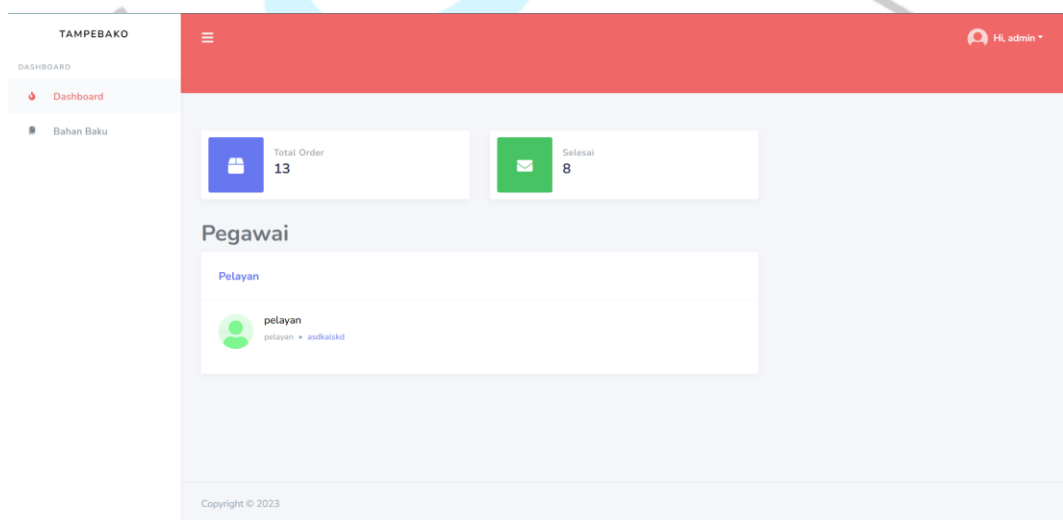 TAMPEBAKO
DASHBOARD
Dashboard
Bahan Baku
Hi, admin
Total Order
13
Selesai
8
Pegawai
Pelayan
pelayan
pelayan • asdkalskd
Copyright © 2023